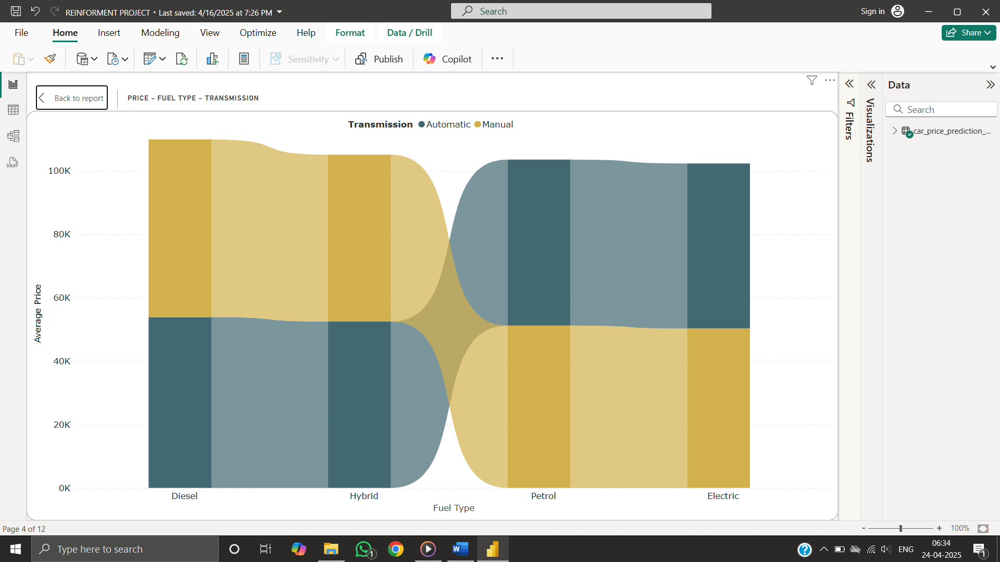 REINFORMENT PROJECT • Last saved: 4/16/2025 at 7:26 PM
Search
Sign in
File Home Insert Modeling View Optimize Help Format Data / Drill
Share
Sensitivity Publish Copilot
Back to report
PRICE - FUEL TYPE - TRANSMISSION
Transmission Automatic Manual
100K
80K
60K
40K
20K
0K
Average Price
Diesel Hybrid Petrol Electric
Fuel Type
Filters
Visualizations
Data
Search
car_price_prediction_...
DAX
Page 4 of 12
- + 100%
Type here to search
1
W
ENG
06:34
24-04-2025
1